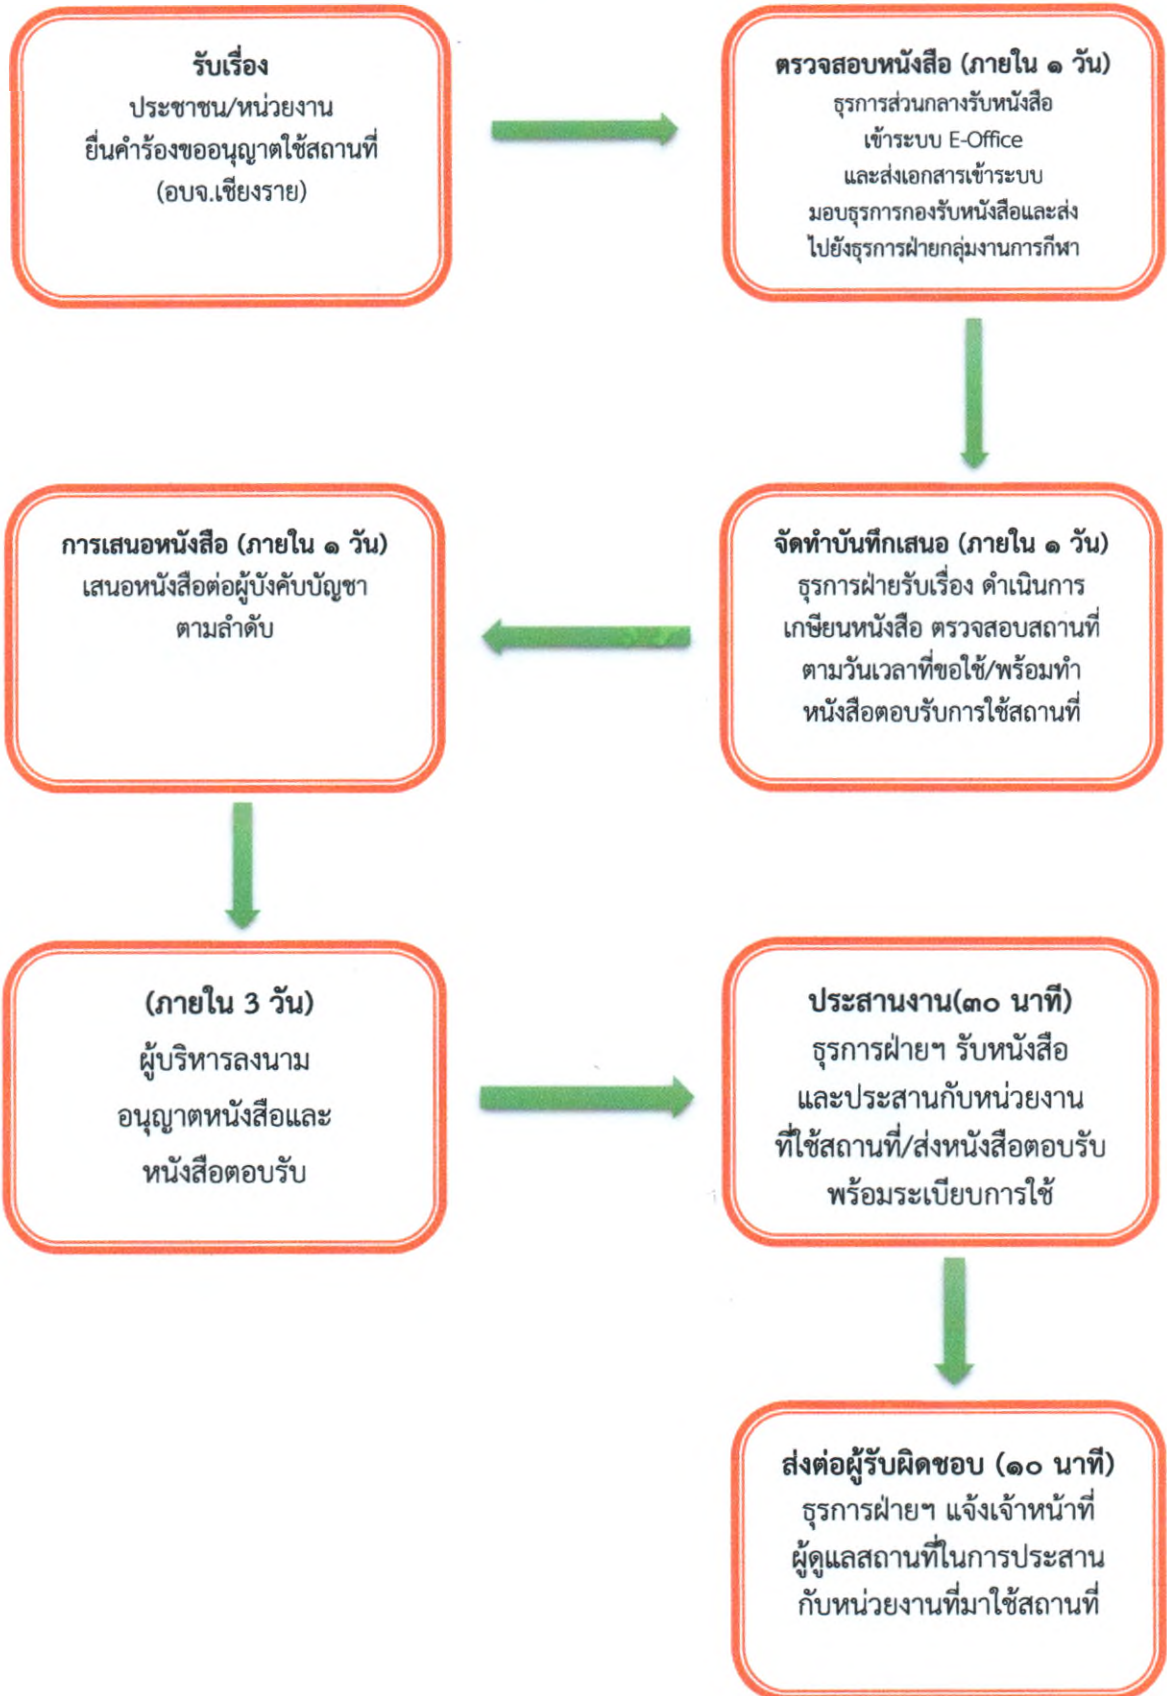 รับเรื่อง
ประชาชน/หน่วยงาน
ยื่นคำร้องขออนุญาตใช้สถานที่
(อบจ.เชียงราย)
ตรวจสอบหนังสือ (ภายใน ๑ วัน)
ธุรการส่วนกลางรับหนังสือ
เข้าระบบ E-Office
และส่งเอกสารเข้าระบบ
มอบธุรการกองรับหนังสือและส่ง
ไปยังธุรการฝ่ายกลุ่มงานการกีฬา
จัดทำบันทึกเสนอ (ภายใน ๑ วัน)
ธุรการฝ่ายรับเรื่อง ดำเนินการ
เกษียนหนังสือ ตรวจสอบสถานที่
ตามวันเวลาที่ขอใช้/พร้อมทำ
หนังสือตอบรับการใช้สถานที่
การเสนอหนังสือ (ภายใน ๑ วัน)
เสนอหนังสือต่อผู้บังคับบัญชา
ตามลำดับ
(ภายใน 3 วัน)
ผู้บริหารลงนาม
อนุญาตหนังสือและ
หนังสือตอบรับ
ประสานงาน(๓๐ นาที)
ธุรการฝ่ายฯ รับหนังสือ
และประสานกับหน่วยงาน
ที่ใช้สถานที่/ส่งหนังสือตอบรับ
พร้อมระเบียบการใช้
ส่งต่อผู้รับผิดชอบ (๑๐ นาที)
ธุรการฝ่ายฯ แจ้งเจ้าหน้าที่
ผู้ดูแลสถานที่ในการประสาน
กับหน่วยงานที่มาใช้สถานที่